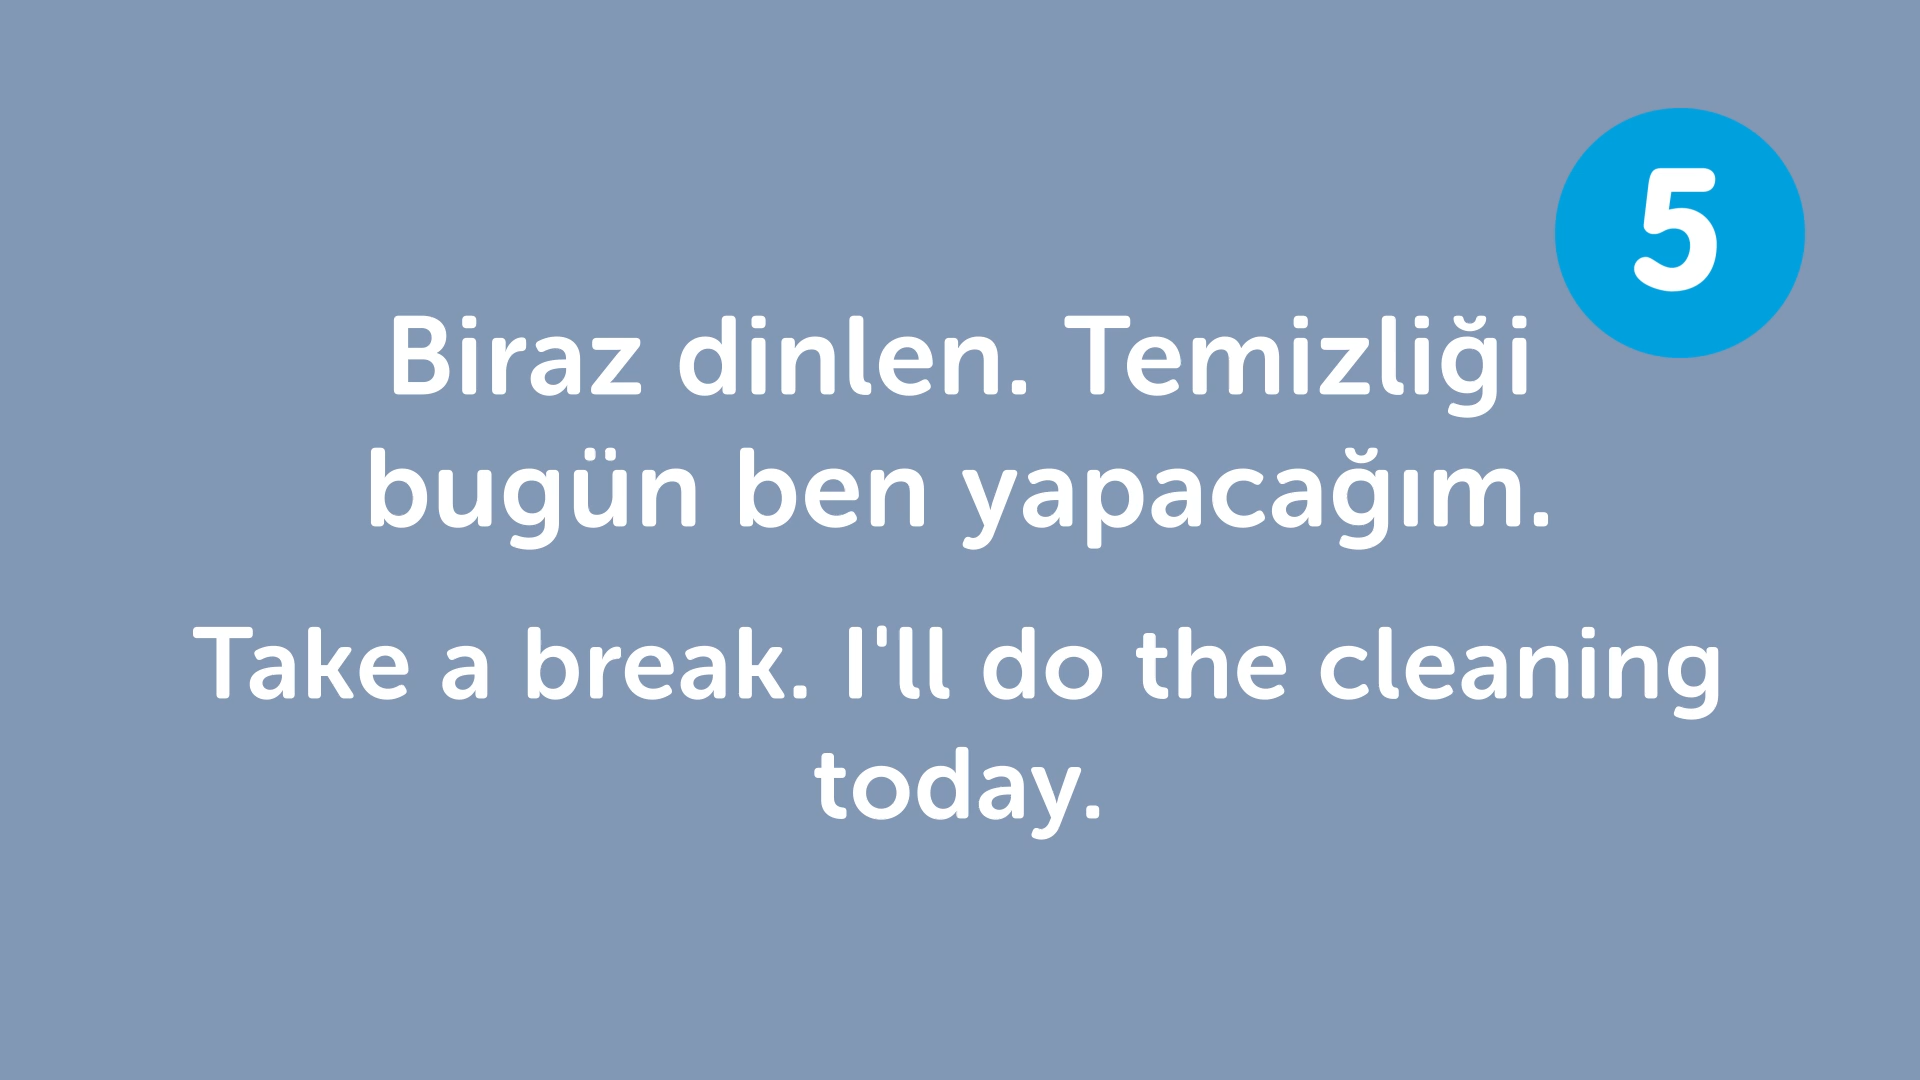 5
Biraz dinlen. Temizliği
bugün ben yapacağım.
Take a break. I'll do the cleaning
today.